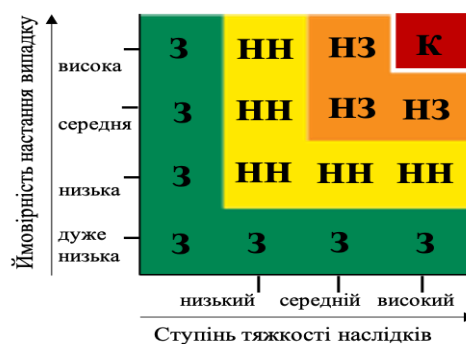 Ймовірність настання випадку
висока З НН НЗ К
середня З НН НЗ НЗ
низька З НН НН НН
дуже
низька З З З З
низький середній високий
Ступінь тяжкості наслідків